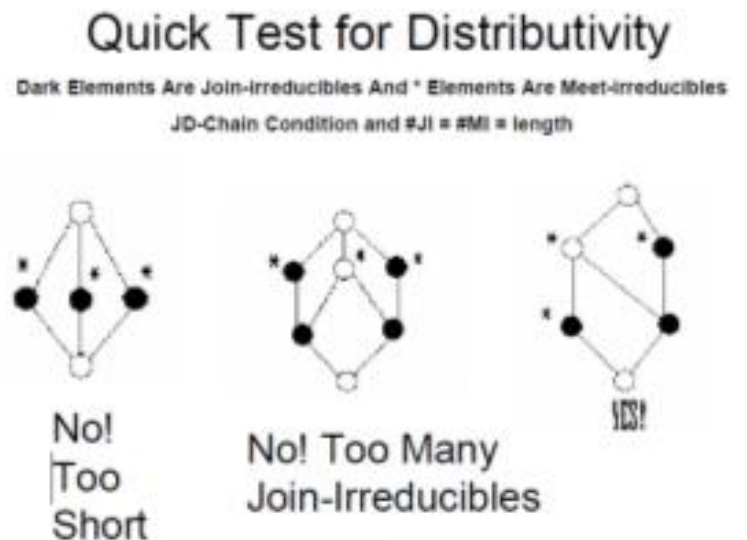 Quick Test for Distributivity
Dark Elements Are Join-irreducibles And * Elements Are Meet-irreducibles
JD-Chain Condition and #JI = #MI = length
* * *
* * *
* *
*
No!
Too
Short
No! Too Many
Join-Irreducibles
YES!